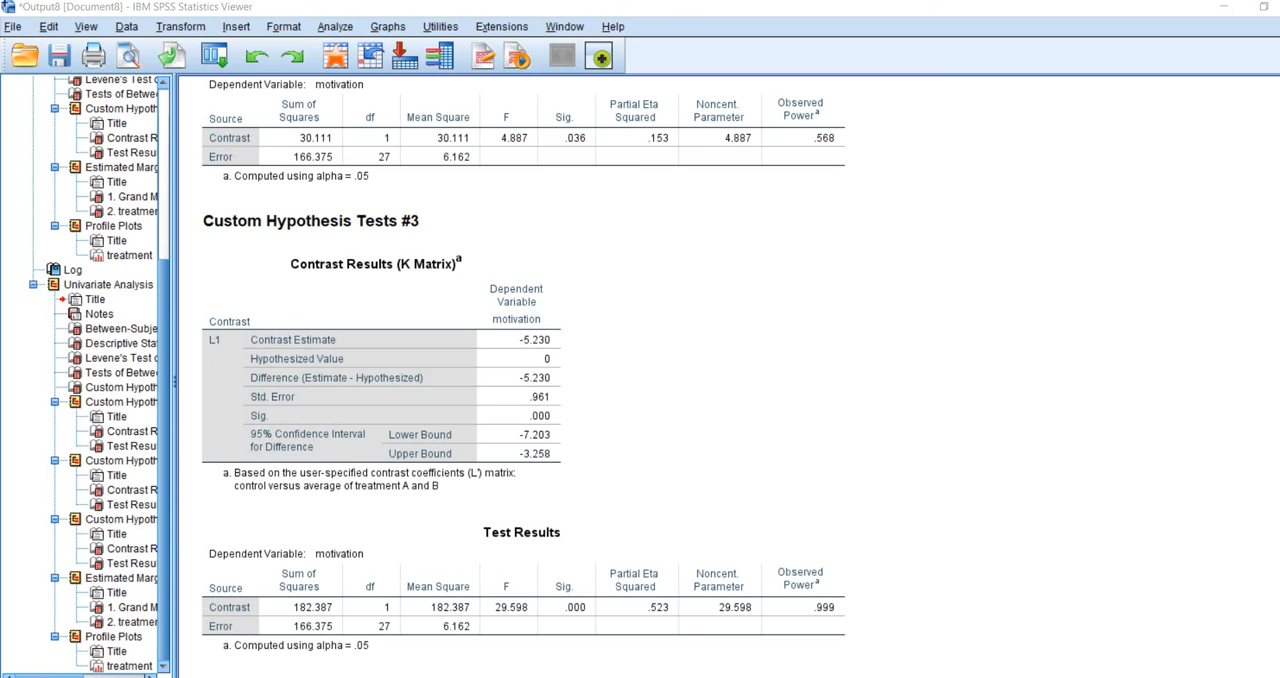 *Output8 [Document8] - IBM SPSS Statistics Viewer
File Edit View Data Transform Insert Format Analyze Graphs Utilities Extensions Window Help
Levene's Test o
Tests of Betwe
Custom Hypoth
Title
Contrast R
Test Resu
Estimated Marg
Title
1. Grand M
2. treatmer
Profile Plots
Title
treatment
Log
Univariate Analysis
Title
Notes
Between-Subje
Descriptive Stat
Levene's Test o
Tests of Betwee
Custom Hypoth
Custom Hypoth
Title
Contrast R
Test Resu
Custom Hypoth
Title
Contrast R
Test Resu
Custom Hypoth
Title
Contrast R
Test Resu
Estimated Marg
Title
1. Grand M
2. treatmer
Profile Plots
Title
treatment
Dependent Variable: motivation
Source Sum of Squares df Mean Square F Sig. Partial Eta Squared Noncent. Parameter Observed Power a
Contrast 30.111 1 30.111 4.887 .036 .153 4.887 .568
Error 166.375 27 6.162
a. Computed using alpha = .05
Custom Hypothesis Tests #3
Contrast Results (K Matrix)a
Dependent
Variable
Contrast motivation
L1 Contrast Estimate -5.230
Hypothesized Value 0
Difference (Estimate - Hypothesized) -5.230
Std. Error .961
Sig. .000
95% Confidence Interval for Difference Lower Bound -7.203
Upper Bound -3.258
a. Based on the user-specified contrast coefficients (L') matrix:
control versus average of treatment A and B
Test Results
Dependent Variable: motivation
Source Sum of Squares df Mean Square F Sig. Partial Eta Squared Noncent. Parameter Observed Power a
Contrast 182.387 1 182.387 29.598 .000 .523 29.598 .999
Error 166.375 27 6.162
a. Computed using alpha = .05